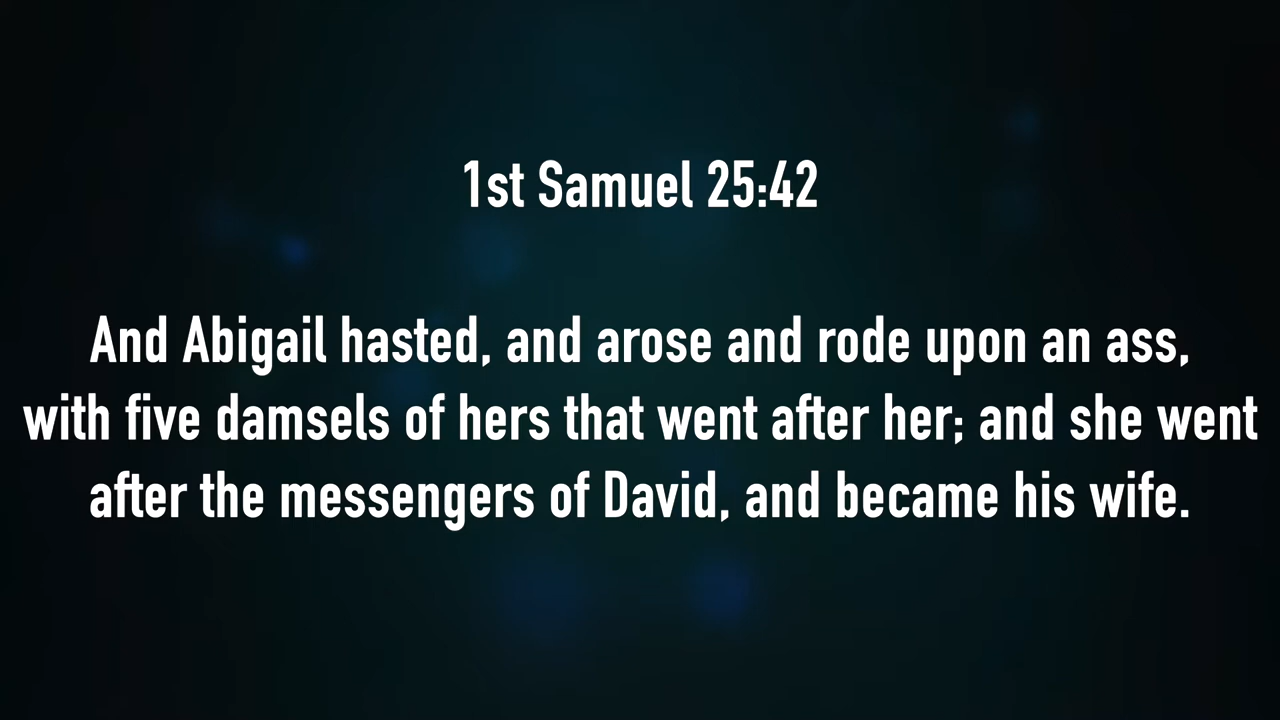 1st Samuel 25:42
And Abigail hasted, and arose and rode upon an ass,
with five damsels of hers that went after her; and she went
after the messengers of David, and became his wife.